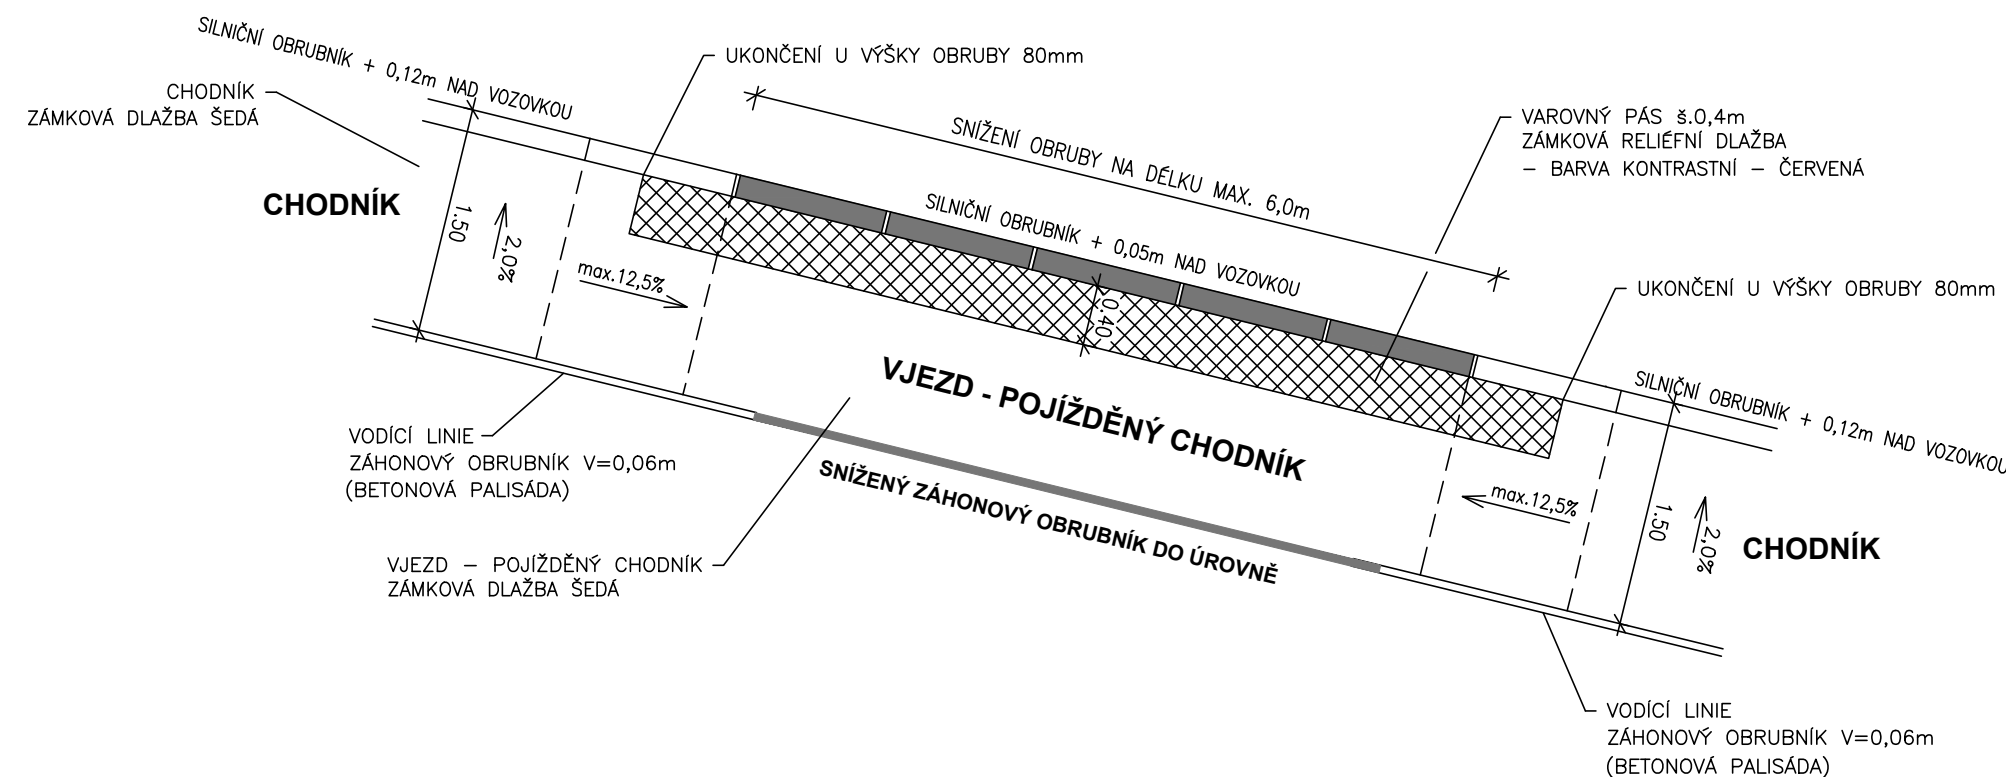 SILNIČNÍ OBRUBNÍK + 0,12m NAD VOZOVKOU
UKONČENÍ U VÝŠKY OBRUBY 80mm
CHODNÍK
ZÁMKOVÁ DLAŽBA ŠEDÁ
SNÍŽENÍ OBRUBY NA DÉLKU MAX. 6,0m
VAROVNÝ PÁS š.0,4m
ZÁMKOVÁ RELIÉFNÍ DLAŽBA
– BARVA KONTRASTNÍ – ČERVENÁ
CHODNÍK
1.50
2,0%
max.12,5%
SILNIČNÍ OBRUBNÍK + 0,05m NAD VOZOVKOU
0.40
UKONČENÍ U VÝŠKY OBRUBY 80mm
VJEZD - POJÍŽDĚNÝ CHODNÍK
SILNIČNÍ OBRUBNÍK + 0,12m NAD VOZOVKOU
VODÍCÍ LINIE
ZÁHONOVÝ OBRUBNÍK V=0,06m
(BETONOVÁ PALISÁDA)
SNÍŽENÝ ZÁHONOVÝ OBRUBNÍK DO ÚROVNĚ
max.12,5%
1.50
2,0%
CHODNÍK
VJEZD – POJÍŽDĚNÝ CHODNÍK
ZÁMKOVÁ DLAŽBA ŠEDÁ
VODÍCÍ LINIE
ZÁHONOVÝ OBRUBNÍK V=0,06m
(BETONOVÁ PALISÁDA)